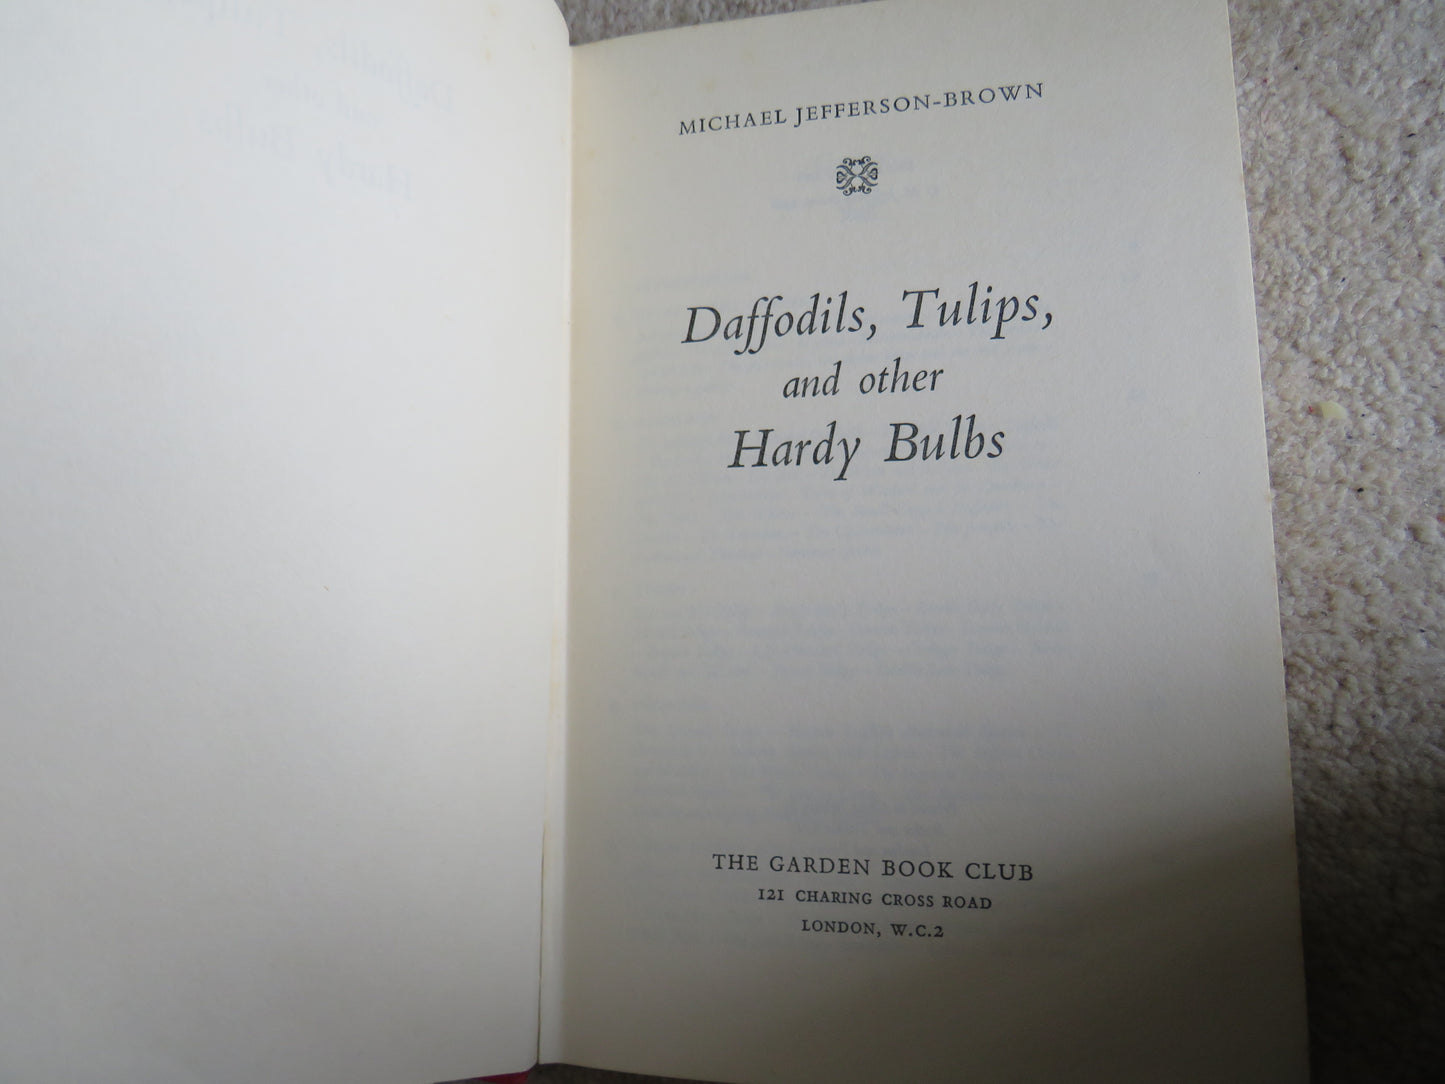 MICHAEL JEFFERSON-BROWN
Daffodils, Tulips,
and other
Hardy Bulbs
THE GARDEN BOOK CLUB
121 CHARING CROSS ROAD
LONDON, W.C.2